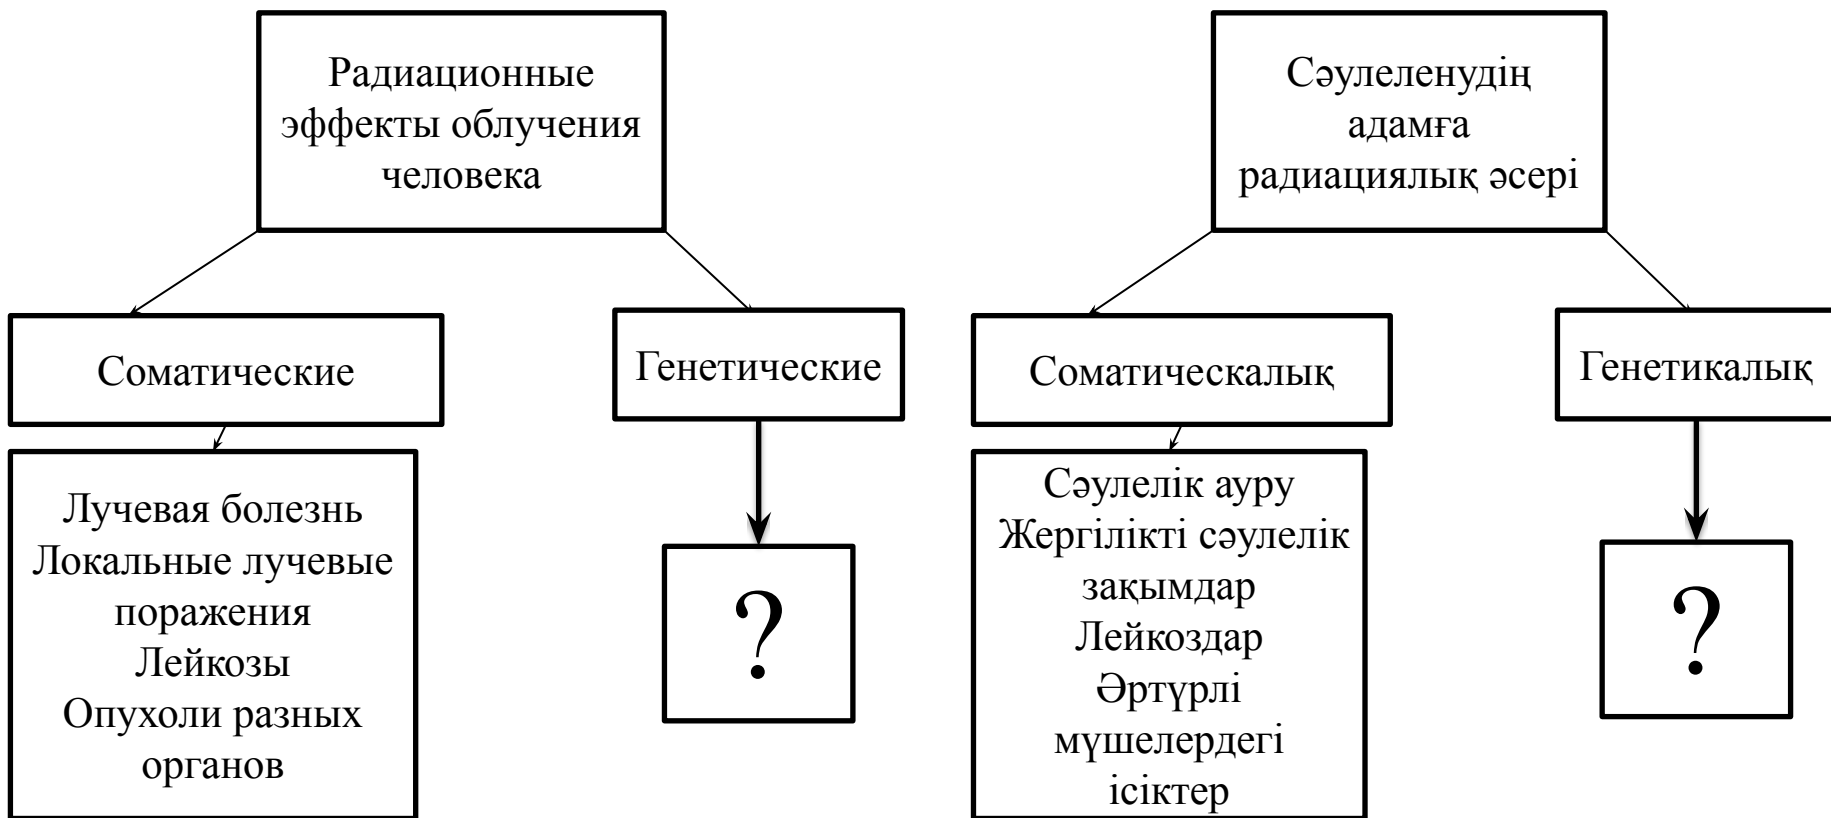 Радиационные
эффекты облучения
человека
Соматические
Генетические
Лучевая болезнь
Локальные лучевые
поражения
Лейкозы
Опухоли разных
органов
?
Сәулеленудің
адамға
радиациялық әсері
Соматическалық
Генетикалық
Сәулелік ауру
Жергілікті сәулелік
зақымдар
Лейкоздар
Әртүрлі
мүшелердегі
ісіктер
?